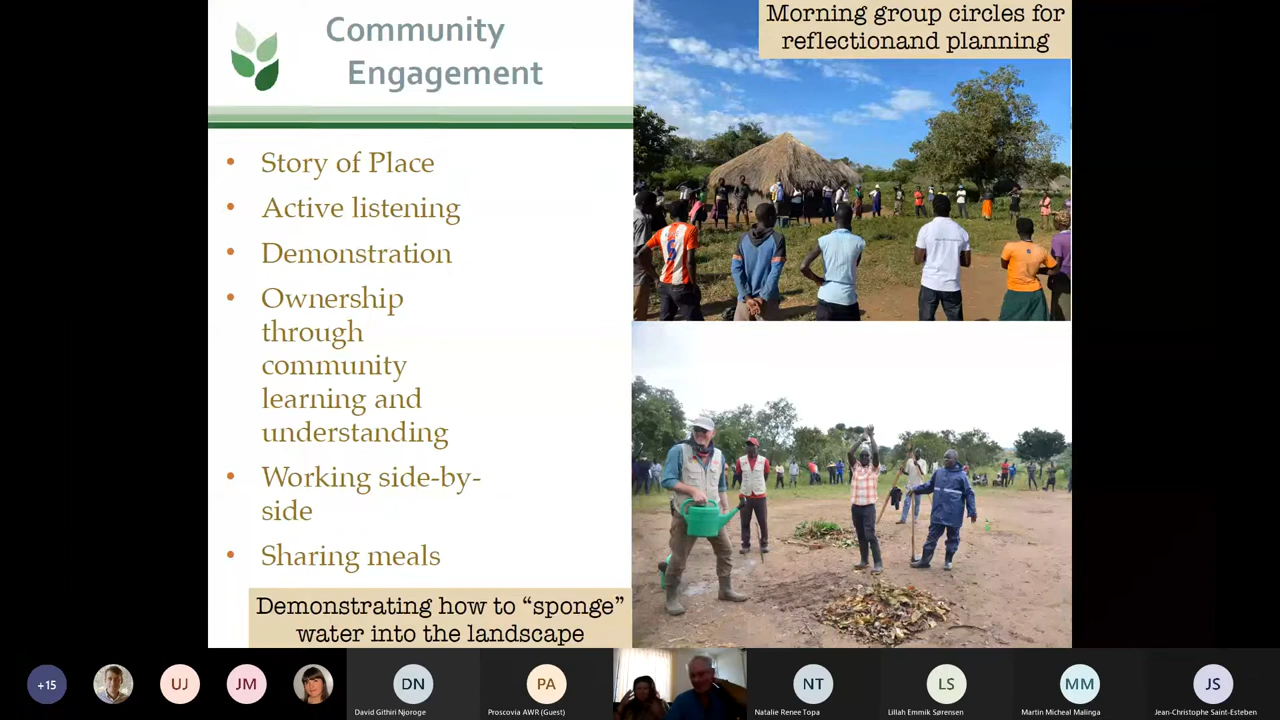 Community
Engagement
Morning group circles for
reflectionand planning
• Story of Place
• Active listening
• Demonstration
• Ownership
through
community
learning and
understanding
• Working side-by-
side
• Sharing meals
Demonstrating how to “sponge”
water into the landscape
+15
UJ
JM
DN
David Githiri Njoroge
PA
Proscovia AWR (Guest)
NT
Natalie Renee Topa
LS
Lillah Emmik Sørensen
MM
Martin Micheal Malinga
JS
Jean-Christophe Saint-Esteben